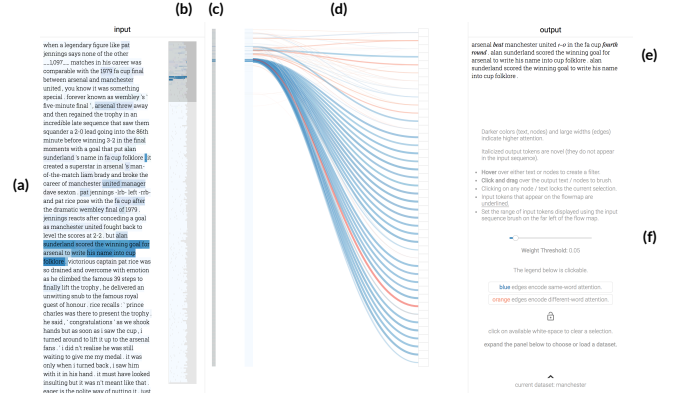 (b)
(c)
(d)
input
output
(a)
when a legendary figure like pat
jennings says none of the other
__1,097__ matches in his career was
comparable with the 1979 fa cup final
between arsenal and manchester
united , you know it was something
special . forever known as wembley 's '
five-minute final ' , arsenal threw away
and then regained the trophy in an
incredible late sequence that saw them
squander a 2-0 lead going into the 86th
minute before winning 3-2 in the final
moments with a goal that put alan
sunderland 's name in fa cup folklore . it
created a superstar in arsenal 's man-
of-the-match liam brady and broke the
career of manchester united manager
dave sexton . pat jennings -lrb- left -rrb-
and pat rice pose with the fa cup after
the dramatic wembley final of 1979 .
jennings reacts after conceding a goal
as manchester united fought back to
level the scores at 2-2 . but alan
sunderland scored the winning goal for
arsenal to write his name into cup
folklore . victorious captain pat rice was
so drained and overcome with emotion
as he climbed the famous 39 steps to
finally lift the trophy , he delivered an
unwitting snub to the famous royal
guest of honour . rice recalls : ' prince
charles was there to present the trophy .
he said , ' congratulations ' as we shook
hands but as soon as i saw the cup , i
turned around to lift it up to the arsenal
fans . ' i did n't realise he was still
waiting to give me my medal . it was
only when i turned back , i saw him
with it in his hand . it must have looked
insulting but it was n't meant like that .
eager is the polite way of putting it . just
arsenal beat manchester united r-o in the fa cup fourth
round . alan sunderland scored the winning goal for
arsenal to write his name into cup folklore . alan
sunderland scored the winning goal to write his name
into cup folklore .
(e)
Darker colors (text, nodes) and large widths (edges)
indicate higher attention.
Italicized output tokens are novel (they do not appear
in the input sequence).
Hover over either text or nodes to create a filter.
Click and drag over the output text / nodes to brush.
Clicking on any node / text locks the current selection.
Input tokens that appear on the flowmap are
underlined.
Set the range of input tokens displayed using the input
sequence brush on the far left of the flow map.
(f)
Weight Threshold: 0.05
The legend below is clickable.
blue edges encode same-word attention.
orange edges encode different-word attention.
click on available white-space to clear a selection.
expand the panel below to choose or load a dataset.
current dataset: manchester